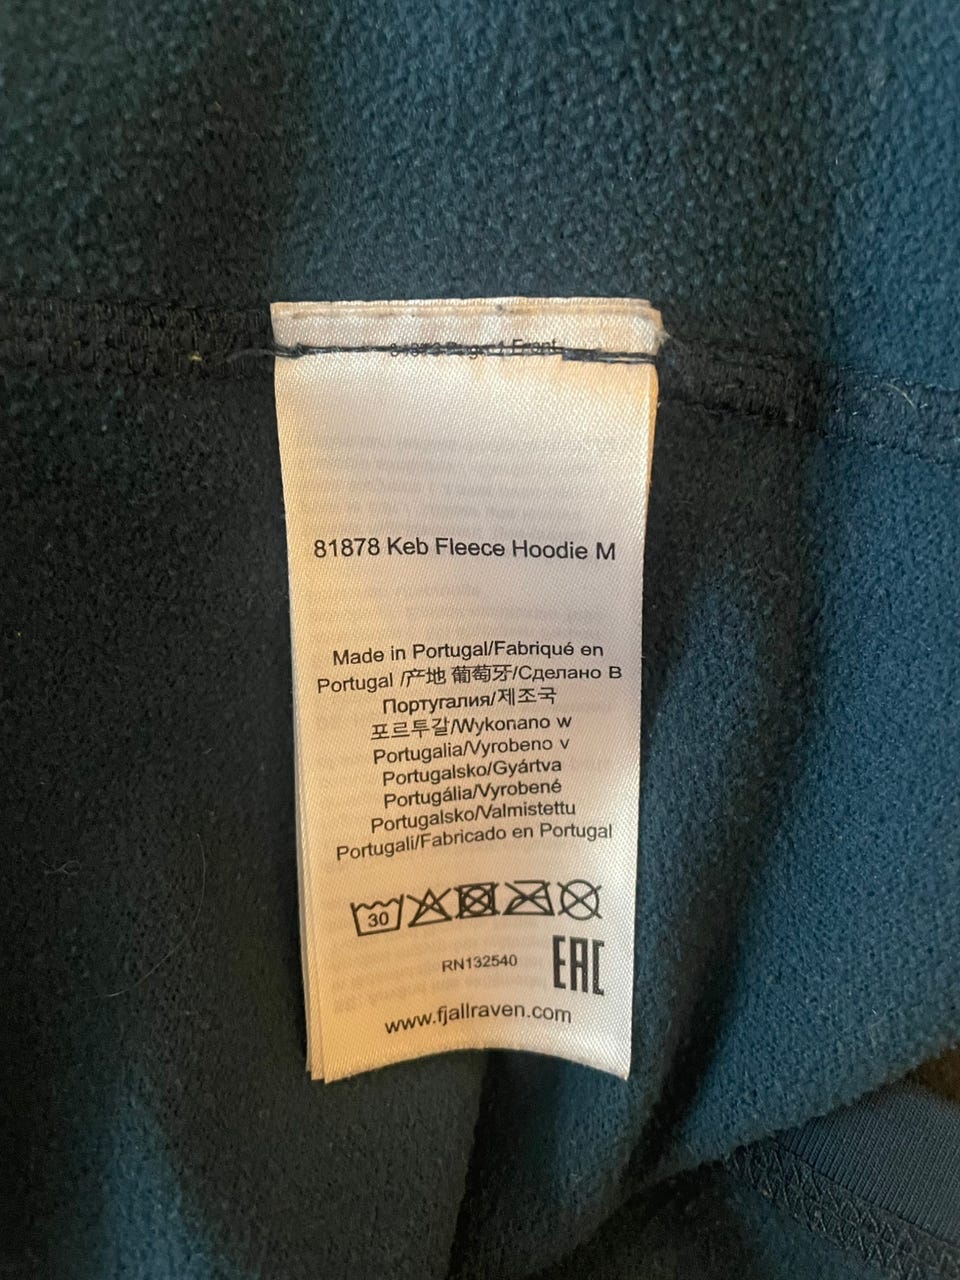 81878 Keb Fleece Hoodie M
Made in Portugal/Fabriqué en
Portugal /产地 葡萄牙/Сделано В
Португалия/제조국
포르투갈/Wykonano w
Portugalia/Vyrobeno v
Portugalsko/Gyártva
Portugália/Vyrobené
Portugalsko/Valmistettu
Portugali/Fabricado en Portugal
30
RN132540
EAC
www.fjallraven.com